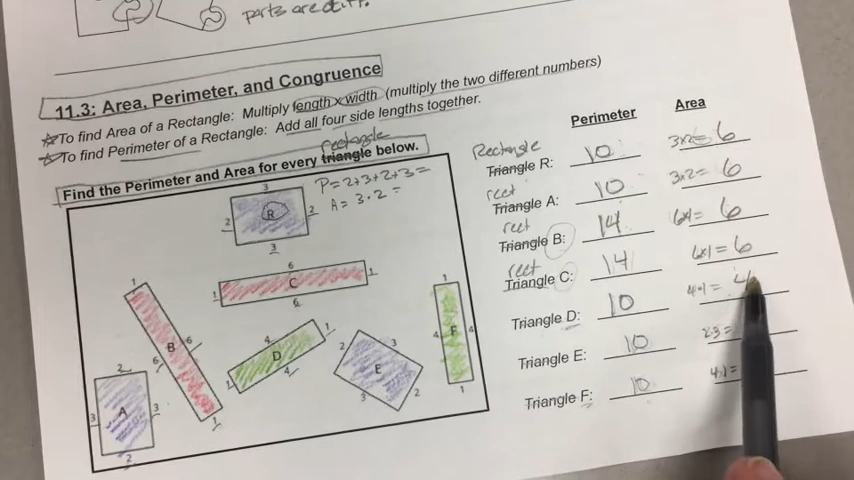 parts are diff.
11.3: Area, Perimeter, and Congruence
To find Area of a Rectangle: Multiply length x width (multiply the two different numbers)
To find Perimeter of a Rectangle: Add all four side lengths together.
rectangle
Find the Perimeter and Area for every triangle below.
P = 2+3+2+3 =
A = 3·2 =
3
2 R 2
3
6
1 C 1
6
1
B
6 6
1
4 1
D
1 4
2 3
E
3 2
1
4 F 4
1
2
3 A 3
2
Perimeter Area
Rectangle
Triangle R: 10 3x2= 6
rect
Triangle A: 10 3x2= 6
rect
Triangle B: 14 6x1= 6
rect
Triangle C: 14 6x1= 6
Triangle D: 10 4x1= 4
Triangle E: 10 2·3=
Triangle F: 10 4·1=